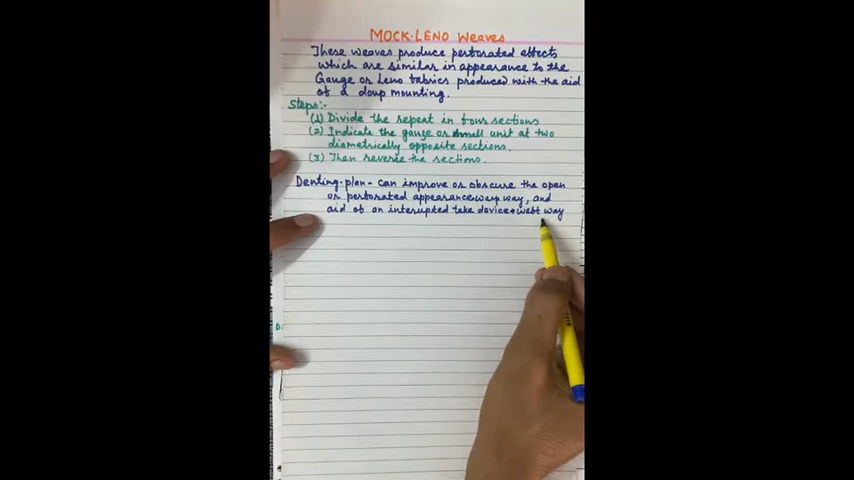 MOCK-LENO Weaves
These weaves produce perforated effects
which are similar in appearance to the
Gauge or Leno fabrics produced with the aid
of a doup mounting.
Steps:-
(1) Divide the repeat in four sections
(2) Indicate the gauze or small unit at two
diametrically opposite sections.
(3) Then reverse the sections.
Denting-plan- can improve or obscure the open
or perforated appearance warp way, and
aid of an interupted take device weft way